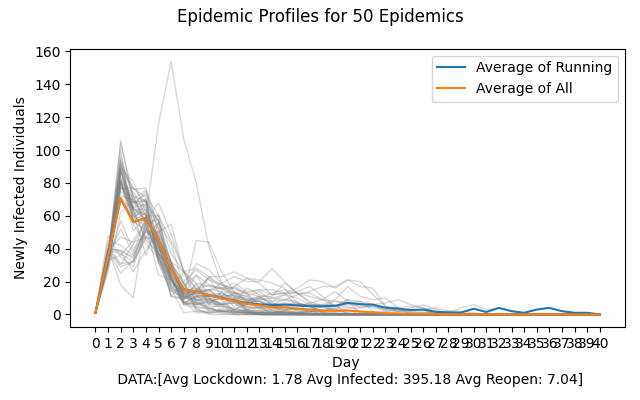 Epidemic Profiles for 50 Epidemics
160
140
120
100
80
60
40
20
0
Newly Infected Individuals
Average of Running
Average of All
0 1 2 3 4 5 6 7 8 9 10 11 12 13 14 15 16 17 18 19 20 21 22 23 24 25 26 27 28 29 30 31 32 33 34 35 36 37 38 39 40
Day
DATA:[Avg Lockdown: 1.78 Avg Infected: 395.18 Avg Reopen: 7.04]